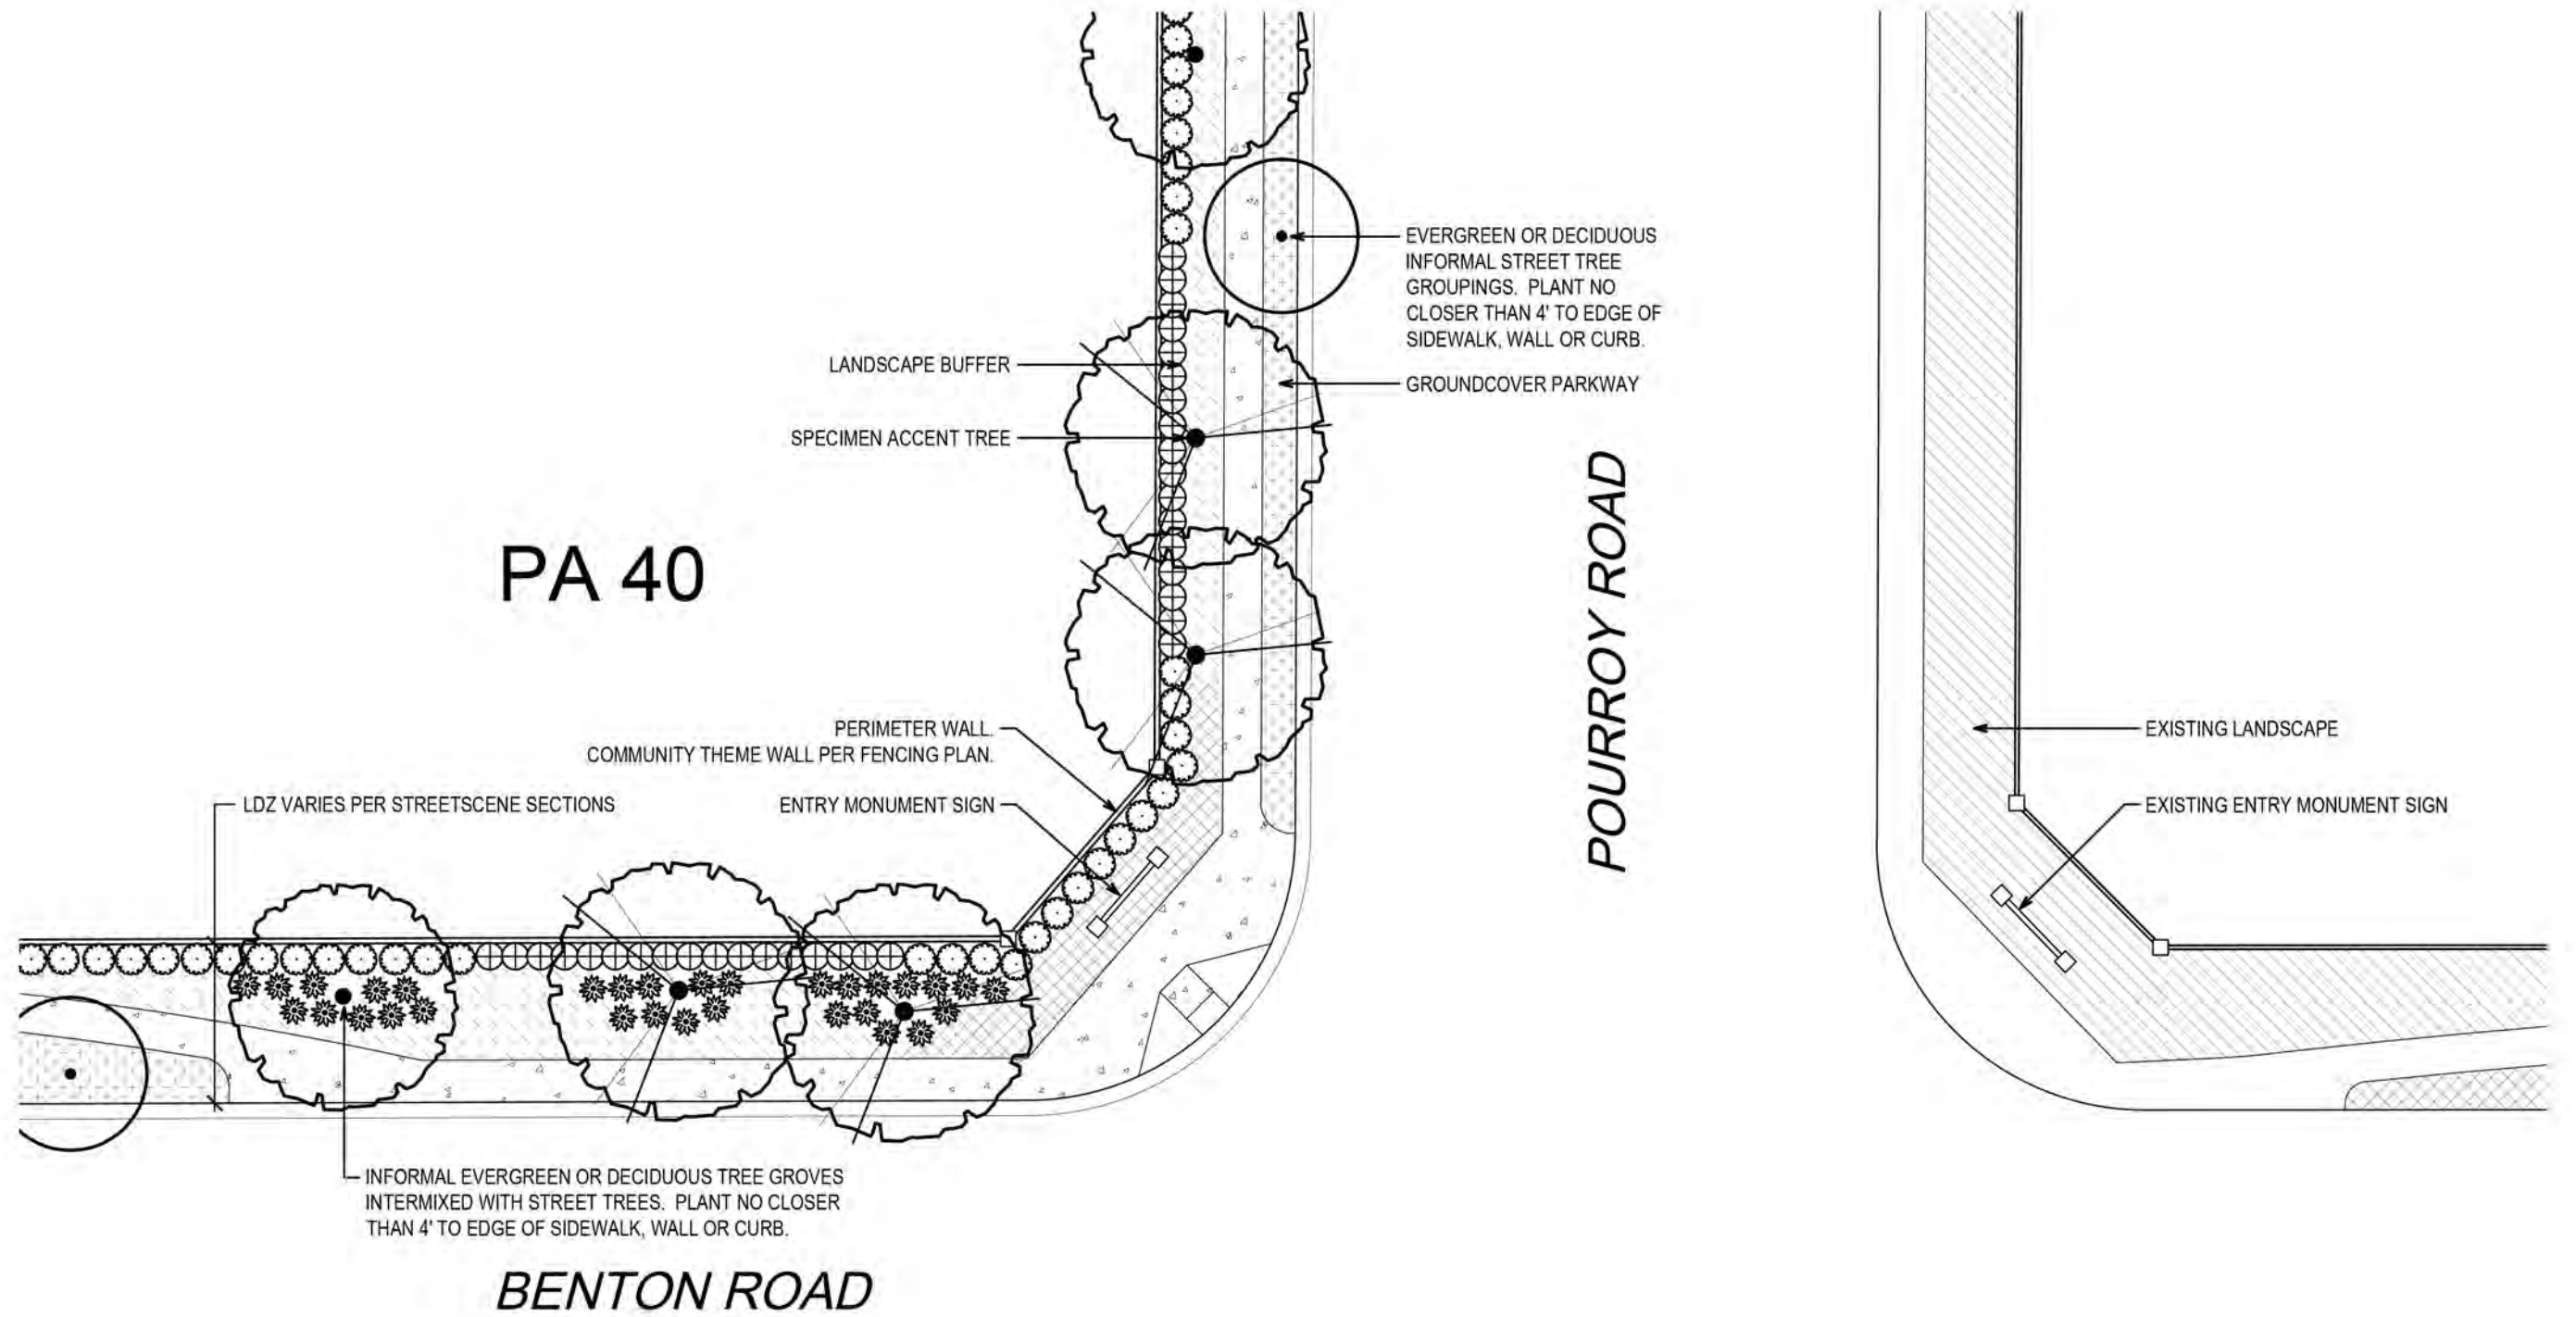 EVERGREEN OR DECIDUOUS
INFORMAL STREET TREE
GROUPINGS. PLANT NO
CLOSER THAN 4' TO EDGE OF
SIDEWALK, WALL OR CURB.
LANDSCAPE BUFFER
GROUNDCOVER PARKWAY
SPECIMEN ACCENT TREE
POURROY ROAD
PA 40
PERIMETER WALL.
COMMUNITY THEME WALL PER FENCING PLAN.
EXISTING LANDSCAPE
LDZ VARIES PER STREETSCENE SECTIONS
ENTRY MONUMENT SIGN
EXISTING ENTRY MONUMENT SIGN
INFORMAL EVERGREEN OR DECIDUOUS TREE GROVES
INTERMIXED WITH STREET TREES. PLANT NO CLOSER
THAN 4' TO EDGE OF SIDEWALK, WALL OR CURB.
BENTON ROAD